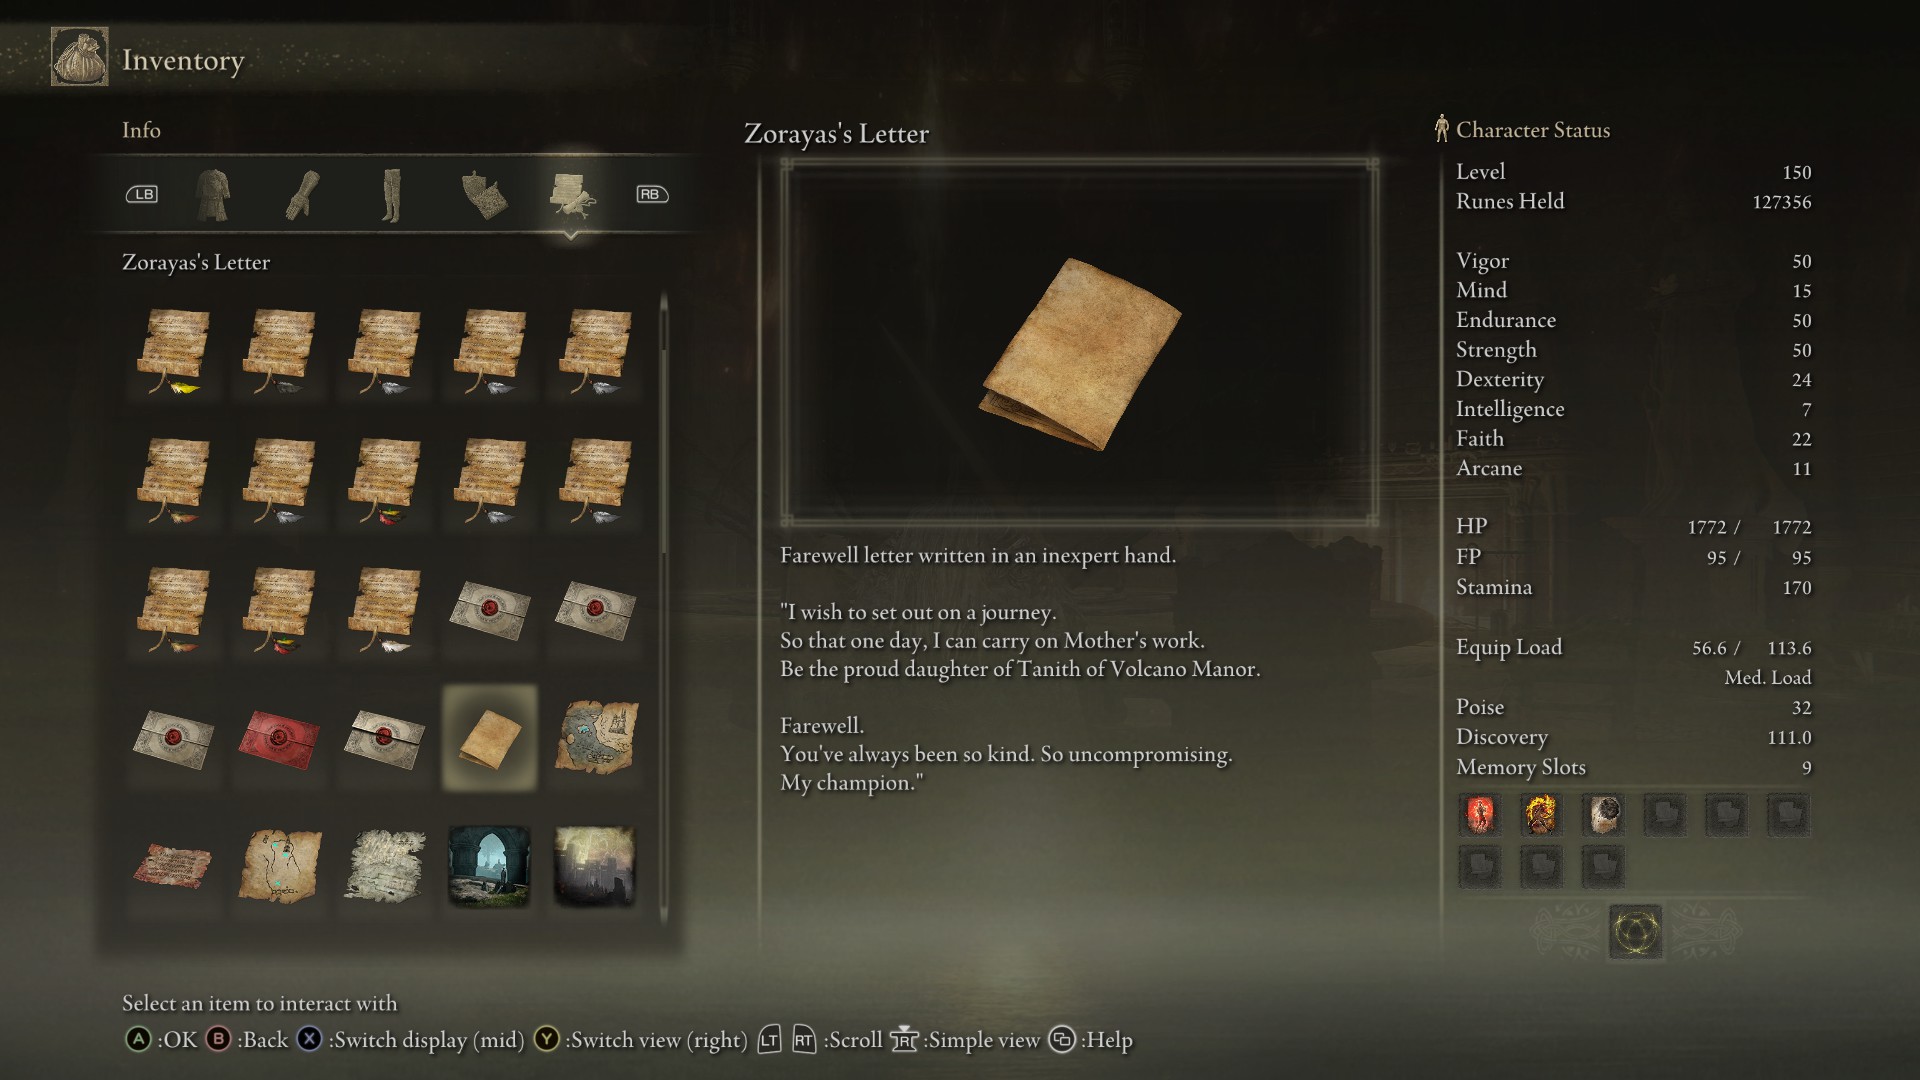 Inventory
Info
LB
RB
Zorayas's Letter
Zorayas's Letter
Farewell letter written in an inexpert hand.
"I wish to set out on a journey.
So that one day, I can carry on Mother's work.
Be the proud daughter of Tanith of Volcano Manor.
Farewell.
You've always been so kind. So uncompromising.
My champion."
Character Status
Level 150
Runes Held 127356
Vigor 50
Mind 15
Endurance 50
Strength 50
Dexterity 24
Intelligence 7
Faith 22
Arcane 11
HP 1772 / 1772
FP 95 / 95
Stamina 170
Equip Load 56.6 / 113.6
Med. Load
Poise 32
Discovery 111.0
Memory Slots 9
Select an item to interact with
A :OK B :Back X :Switch display (mid) Y :Switch view (right) LT RT :Scroll R :Simple view :Help